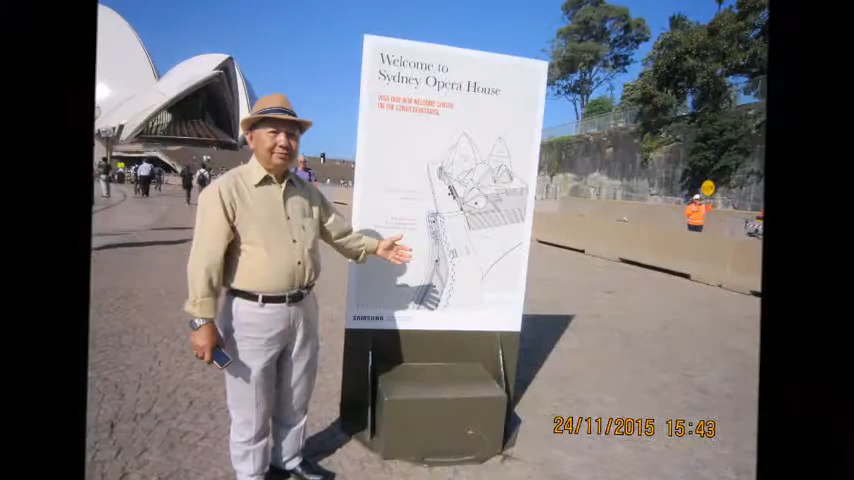 Welcome to
Sydney Opera House
VISIT OUR NEW WELCOME CENTRE
ON THE LOWER CONCOURSE
SAMSUNG
24/11/2015 15:43